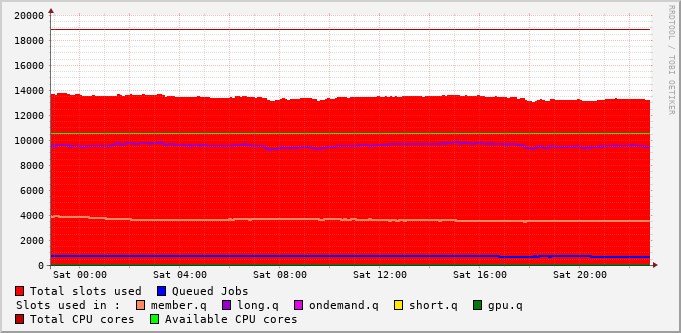 20000
18000
16000
14000
12000
10000
8000
6000
4000
2000
0
Sat 00:00 Sat 04:00 Sat 08:00 Sat 12:00 Sat 16:00 Sat 20:00
RRDTOOL / TOBI OETIKER
Total slots used Queued Jobs
Slots used in : member.q long.q ondemand.q short.q gpu.q
Total CPU cores Available CPU cores